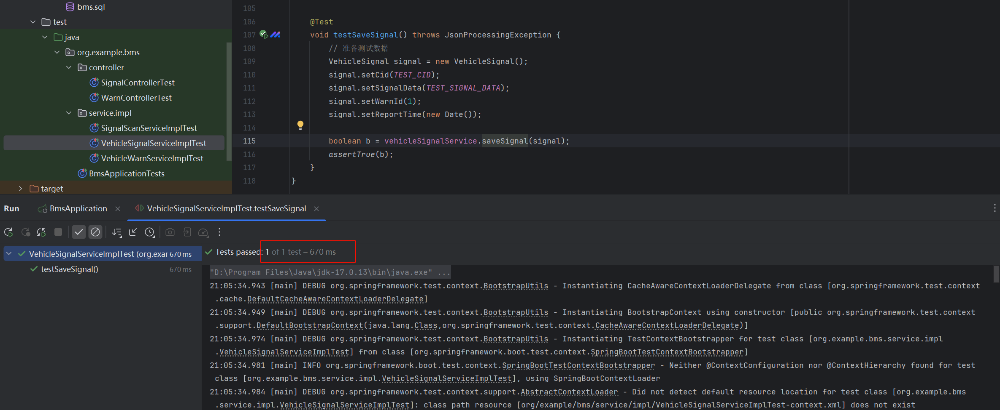 bms.sql
test
java
org.example.bms
controller
SignalControllerTest
WarnControllerTest
service.impl
SignalScanServiceImplTest
VehicleSignalServiceImplTest
VehicleWarnServiceImplTest
BmsApplicationTests
target
105
106 @Test
107 void testSaveSignal() throws JsonProcessingException {
108 // 准备测试数据
109 VehicleSignal signal = new VehicleSignal();
110 signal.setCid(TEST_CID);
111 signal.setSignalData(TEST_SIGNAL_DATA);
112 signal.setWarnId(1);
113 signal.setReportTime(new Date());
114
115 boolean b = vehicleSignalService.saveSignal(signal);
116 assertTrue(b);
117 }
118 }
Run BmsApplication VehicleSignalServiceImplTest.testSaveSignal
VehicleSignalServiceImplTest (org.exar 670 ms
testSaveSignal() 670 ms
Tests passed: 1 of 1 test – 670 ms
"D:\Program Files\Java\jdk-17.0.13\bin\java.exe" ...
21:05:34.943 [main] DEBUG org.springframework.test.context.BootstrapUtils - Instantiating CacheAwareContextLoaderDelegate from class [org.springframework.test.context
.cache.DefaultCacheAwareContextLoaderDelegate]
21:05:34.949 [main] DEBUG org.springframework.test.context.BootstrapUtils - Instantiating BootstrapContext using constructor [public org.springframework.test.context
.support.DefaultBootstrapContext(java.lang.Class,org.springframework.test.context.CacheAwareContextLoaderDelegate)]
21:05:34.974 [main] DEBUG org.springframework.test.context.BootstrapUtils - Instantiating TestContextBootstrapper for test class [org.example.bms.service.impl
.VehicleSignalServiceImplTest] from class [org.springframework.boot.test.context.SpringBootTestContextBootstrapper]
21:05:34.981 [main] INFO org.springframework.boot.test.context.SpringBootTestContextBootstrapper - Neither @ContextConfiguration nor @ContextHierarchy found for test
class [org.example.bms.service.impl.VehicleSignalServiceImplTest], using SpringBootContextLoader
21:05:34.984 [main] DEBUG org.springframework.test.context.support.AbstractContextLoader - Did not detect default resource location for test class [org.example.bms
.service.impl.VehicleSignalServiceImplTest]: class path resource [org/example/bms/service/impl/VehicleSignalServiceImplTest-context.xml] does not exist